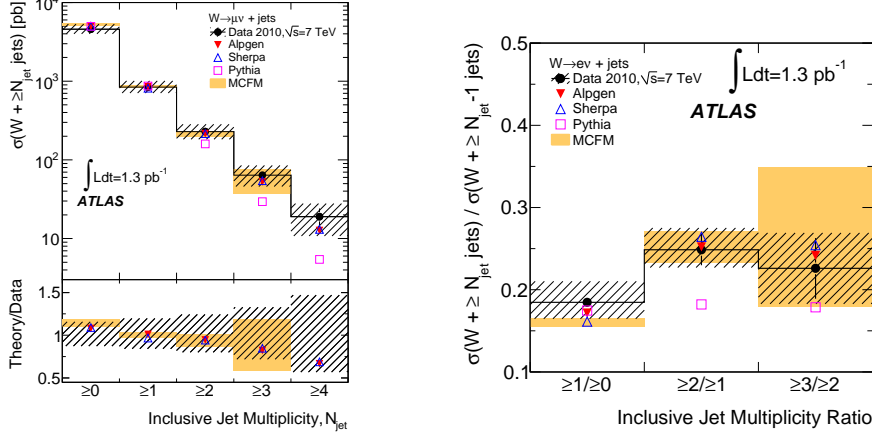 σ(W + ≥N_jet jets) [pb]
10⁴
10³
10²
10
W→μν + jets
Data 2010, √s=7 TeV
Alpgen
Sherpa
Pythia
MCFM
∫ Ldt=1.3 pb⁻¹
ATLAS
Theory/Data
1.5
1
0.5
≥0 ≥1 ≥2 ≥3 ≥4
Inclusive Jet Multiplicity, N_jet
σ(W + ≥ N_jet jets) / σ(W + ≥ N_jet -1 jets)
0.5
0.4
0.3
0.2
0.1
W→eν + jets
Data 2010, √s=7 TeV
Alpgen
Sherpa
Pythia
MCFM
∫ Ldt=1.3 pb⁻¹
ATLAS
≥1/≥0 ≥2/≥1 ≥3/≥2
Inclusive Jet Multiplicity Ratio